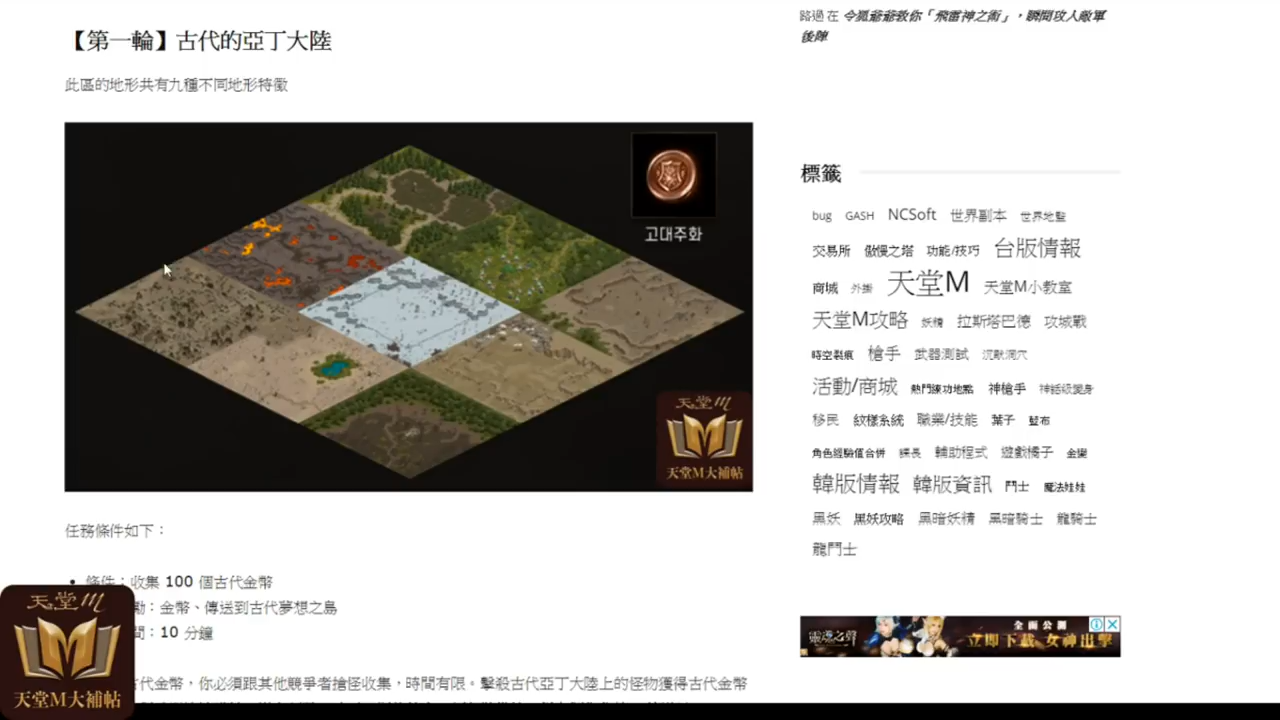 【第一輪】古代的亞丁大陸
此區的地形共有九種不同地形特徵
고대주화
天堂M
天堂M大補帖
任務條件如下：
條件：收集 100 個古代金幣
勵：金幣、傳送到古代夢想之島
間：10 分鐘
古代金幣，你必須跟其他競爭者搶怪收集，時間有限。擊殺古代亞丁大陸上的怪物獲得古代金幣
天堂M
天堂M大補帖
路過 在 令狐爺爺教你「飛雷神之術」，瞬間攻入敵軍
後陣
標籤
bug GASH NCSoft 世界副本 世界地監
交易所 傲慢之塔 功能/技巧 台版情報
商城 外掛 天堂M 天堂M小教室
天堂M攻略 妖精 拉斯塔巴德 攻城戰
時空裂痕 槍手 武器測試 沉默洞穴
活動/商城 熱門練功地點 神槍手 神話級變身
移民 紋樣系統 職業/技能 葉子 藍布
角色經驗值合併 課長 輔助程式 遊戲橘子 金變
韓版情報 韓版資訊 鬥士 魔法娃娃
黑妖 黑妖攻略 黑暗妖精 黑暗騎士 龍騎士
龍鬥士
靈魂之聲
全面公測
立即下載 女神出擊